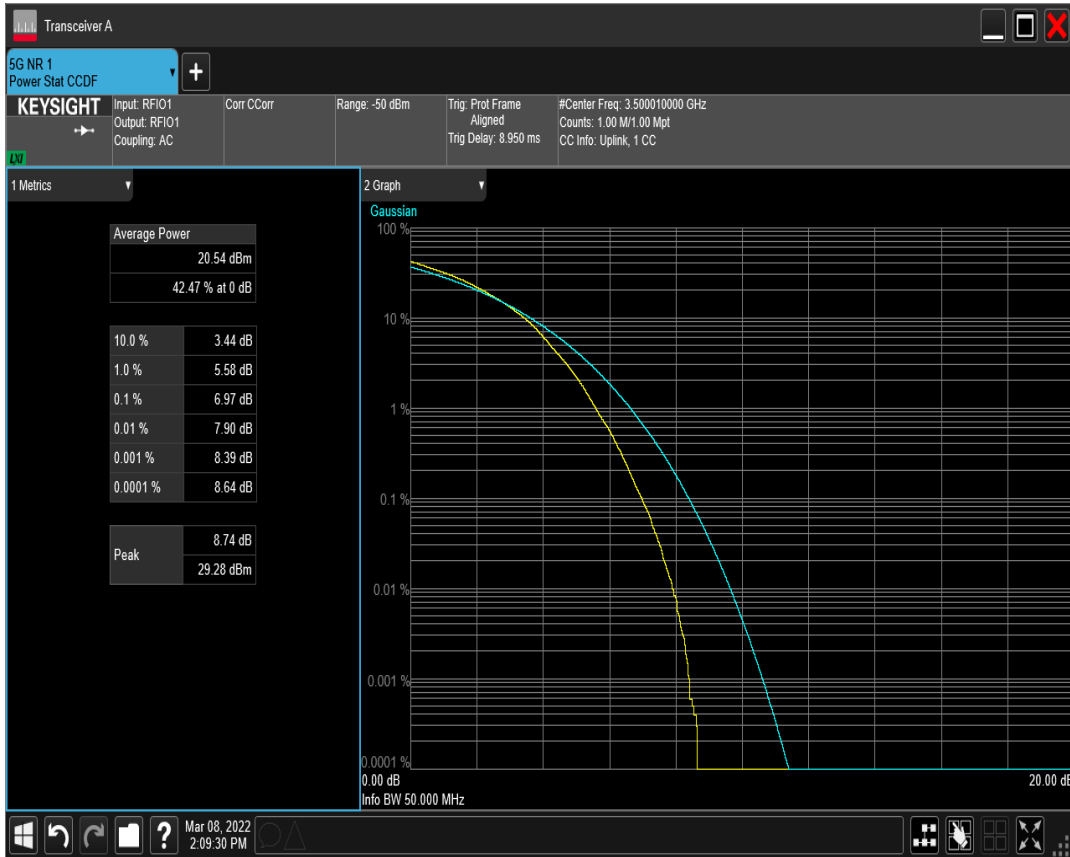 Transceiver A
5G NR 1
Power Stat CCDF
+
KEYSIGHT
LXI
Input: RFIO1
Output: RFIO1
Coupling: AC
Corr CCorr
Range: -50 dBm
Trig: Prot Frame
Aligned
Trig Delay: 8.950 ms
#Center Freq: 3.500010000 GHz
Counts: 1.00 M/1.00 Mpt
CC Info: Uplink, 1 CC
1 Metrics
Average Power
20.54 dBm
42.47 % at 0 dB
10.0 % 3.44 dB
1.0 % 5.58 dB
0.1 % 6.97 dB
0.01 % 7.90 dB
0.001 % 8.39 dB
0.0001 % 8.64 dB
Peak 8.74 dB
29.28 dBm
2 Graph
Gaussian
100 %
10 %
1 %
0.1 %
0.01 %
0.001 %
0.0001 %
0.00 dB 20.00 dB
Info BW 50.000 MHz
?
Mar 08, 2022
2:09:30 PM